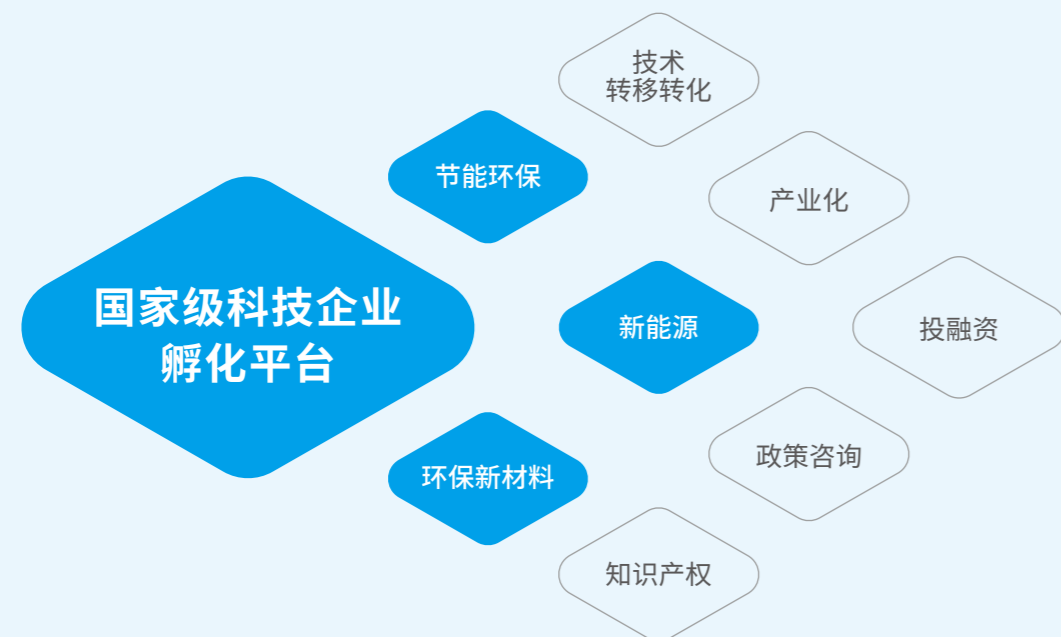 国家级科技企业
孵化平台
节能环保
新能源
环保新材料
技术
转移转化
产业化
投融资
政策咨询
知识产权